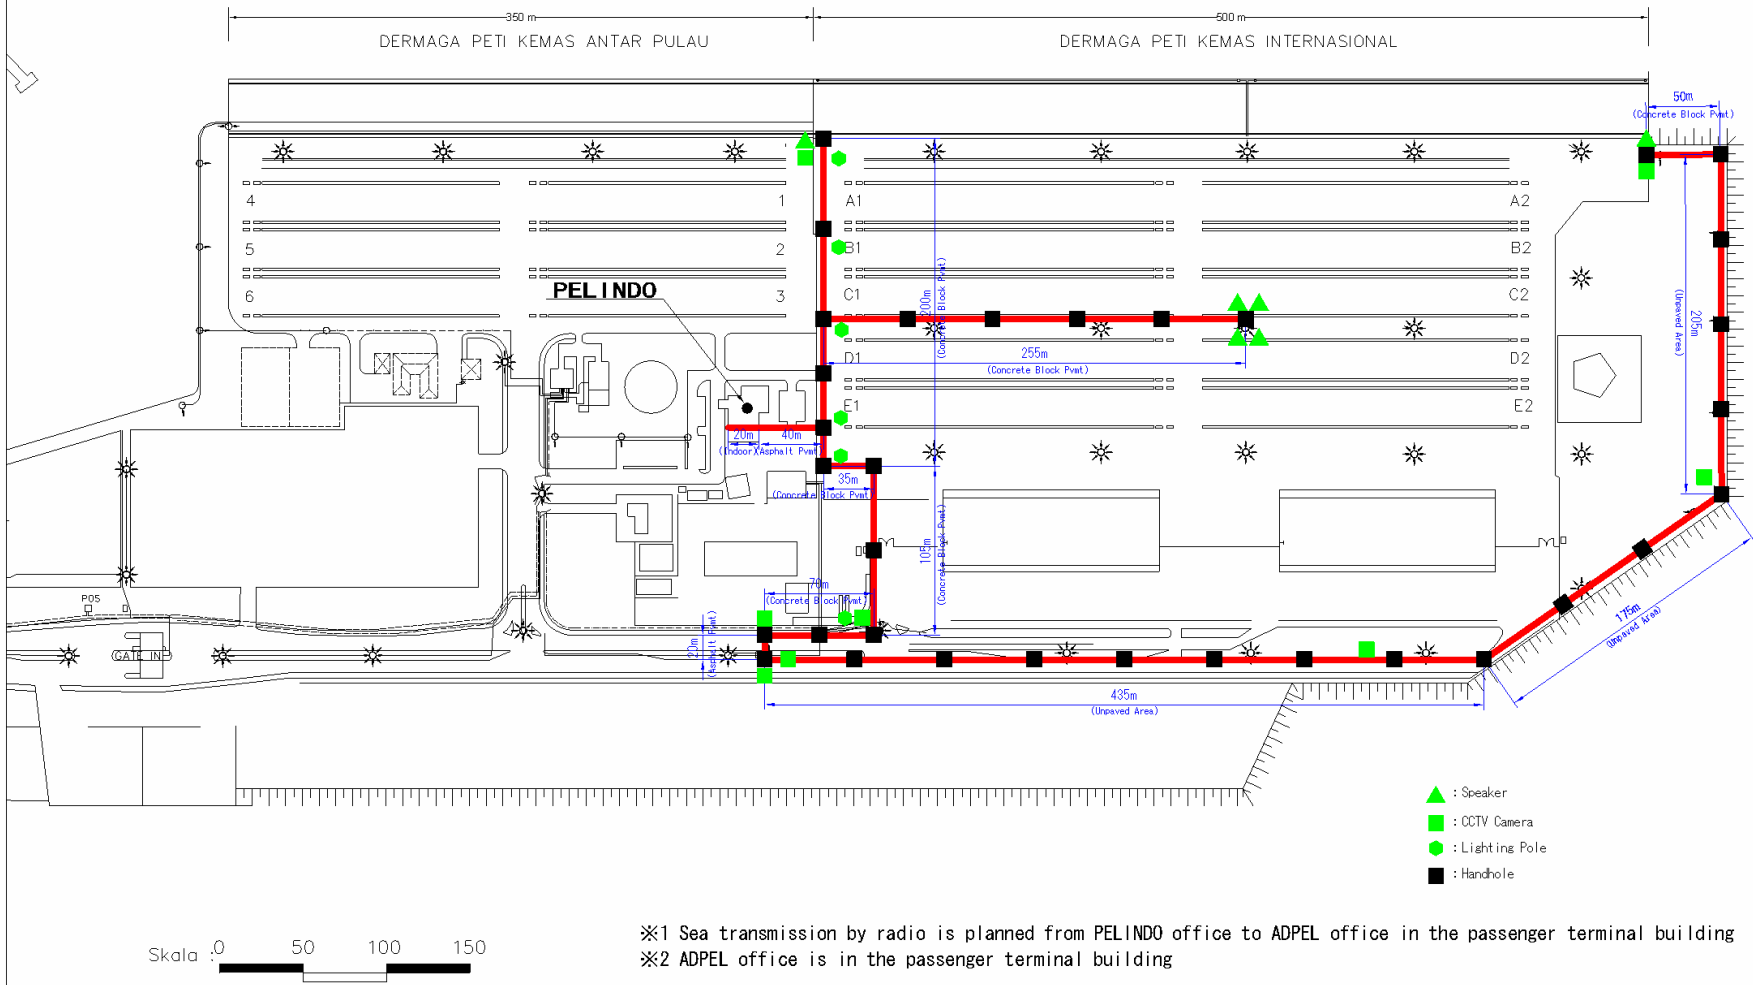 350 m
500 m
DERMAGA PETI KEMAS ANTAR PULAU
DERMAGA PETI KEMAS INTERNASIONAL
50m
(Concrete Block Pvmt)
4
1
A1
A2
5
2
B1
B2
6
3
C1
C2
PELINDO
200m
(Concrete Block Pvmt)
205m
(Unpaved Area)
255m
(Concrete Block Pvmt)
D1
D2
E1
E2
20m
40m
(Indoor)(Asphalt Pvmt)
35m
(Concrete Block Pvmt)
105m
(Concrete Block Pvmt)
70m
(Concrete Block Pvmt)
POS
GATE IN
20m
(Asphalt Pvmt)
175m
(Unpaved Area)
435m
(Unpaved Area)
: Speaker
: CCTV Camera
: Lighting Pole
: Handhole
Skala :
0 50 100 150
※1 Sea transmission by radio is planned from PELINDO office to ADPEL office in the passenger terminal building
※2 ADPEL office is in the passenger terminal building